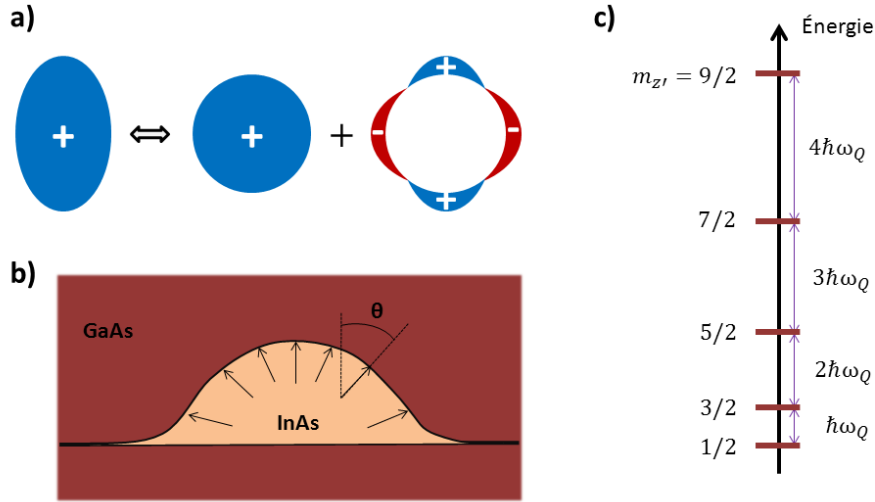 a)
+ ⇔ + + + - - +
b)
GaAs
θ
InAs
c)
Énergie
m_{z'} = 9/2
4ħω_Q
7/2
3ħω_Q
5/2
2ħω_Q
3/2
ħω_Q
1/2